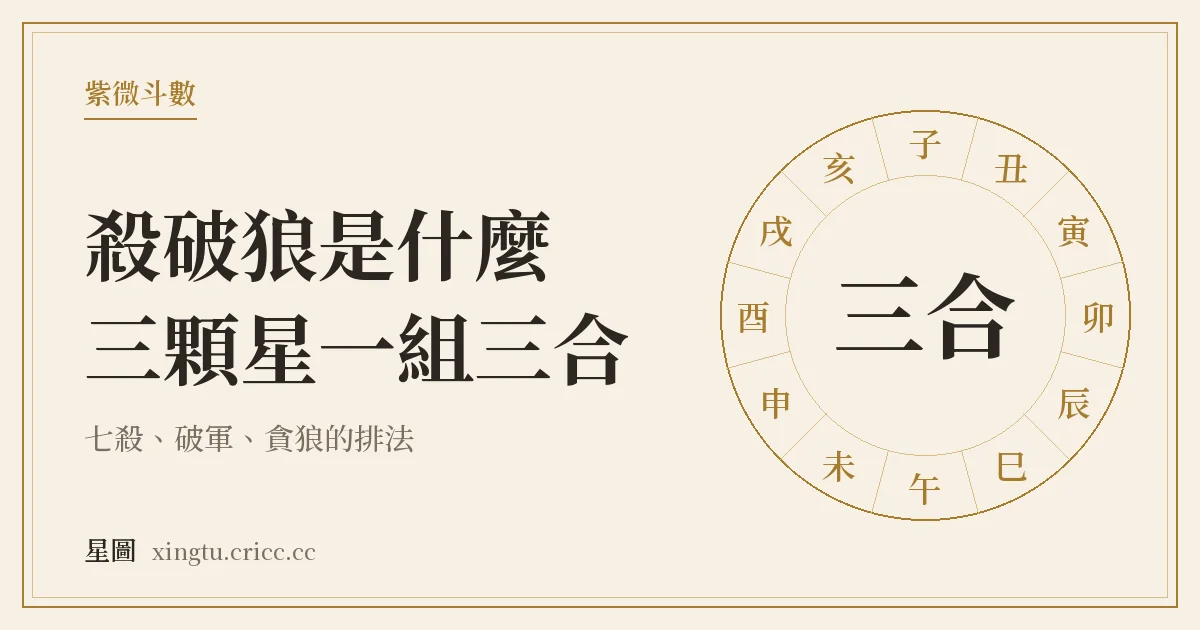 紫微斗數
殺破狼是什麼
三顆星一組三合
七殺、破軍、貪狼的排法
星圖 xingtu.cricc.cc
子
丑
寅
卯
辰
巳
午
未
申
酉
戌
亥
三合